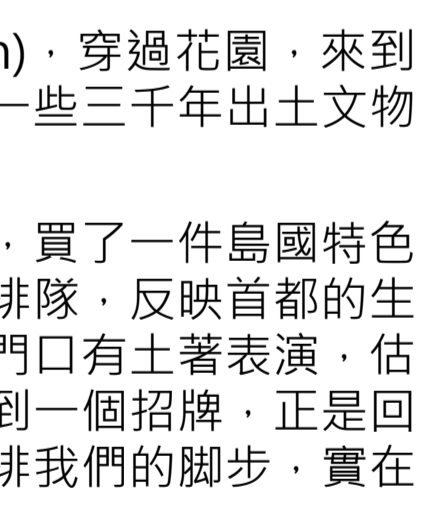 n)，穿過花園，來到
一些三千年出土文物
，買了一件島國特色
排隊，反映首都的生
門口有土著表演，估
到一個招牌，正是回
排我們的脚步，實在